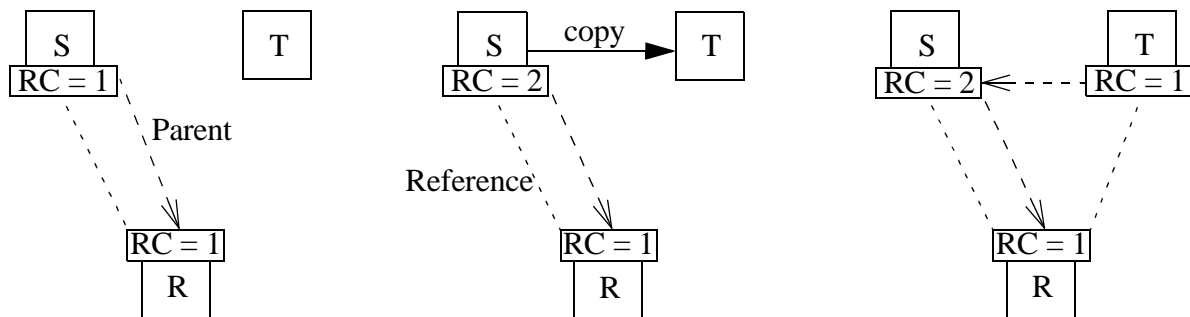 S
T
RC = 1
Parent
RC = 1
R
S
copy
T
RC = 2
Reference
RC = 1
R
S
T
RC = 2
RC = 1
RC = 1
R